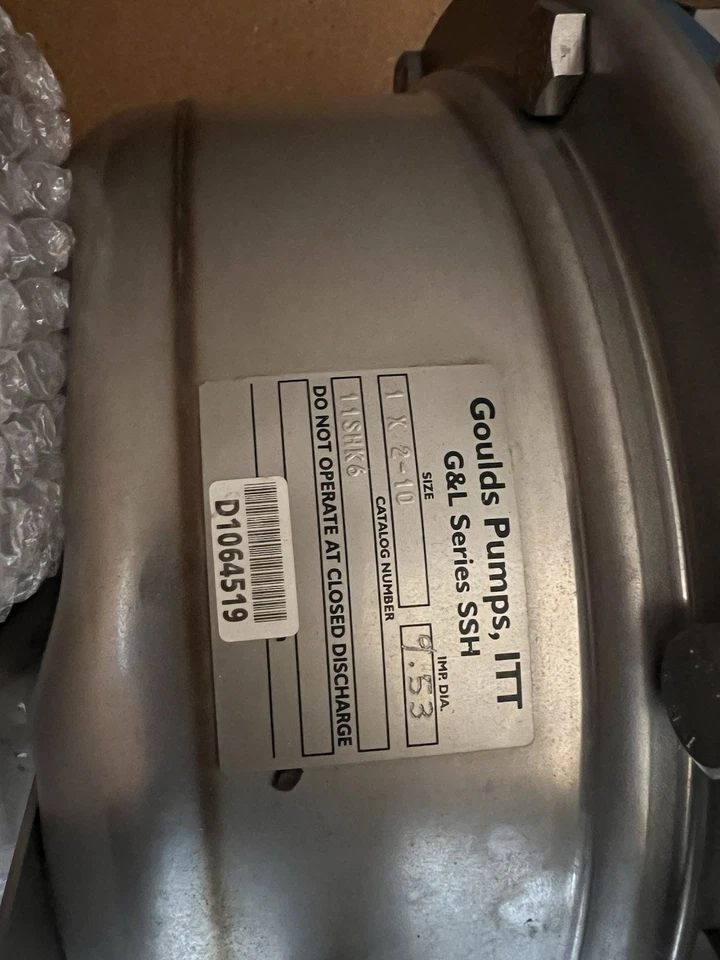 Goulds Pumps, ITT
G&L Series SSH
SIZE
IMP. DIA.
1 X 2-10
9.53
CATALOG NUMBER
11SHK6
DO NOT OPERATE AT CLOSED DISCHARGE
D1064519